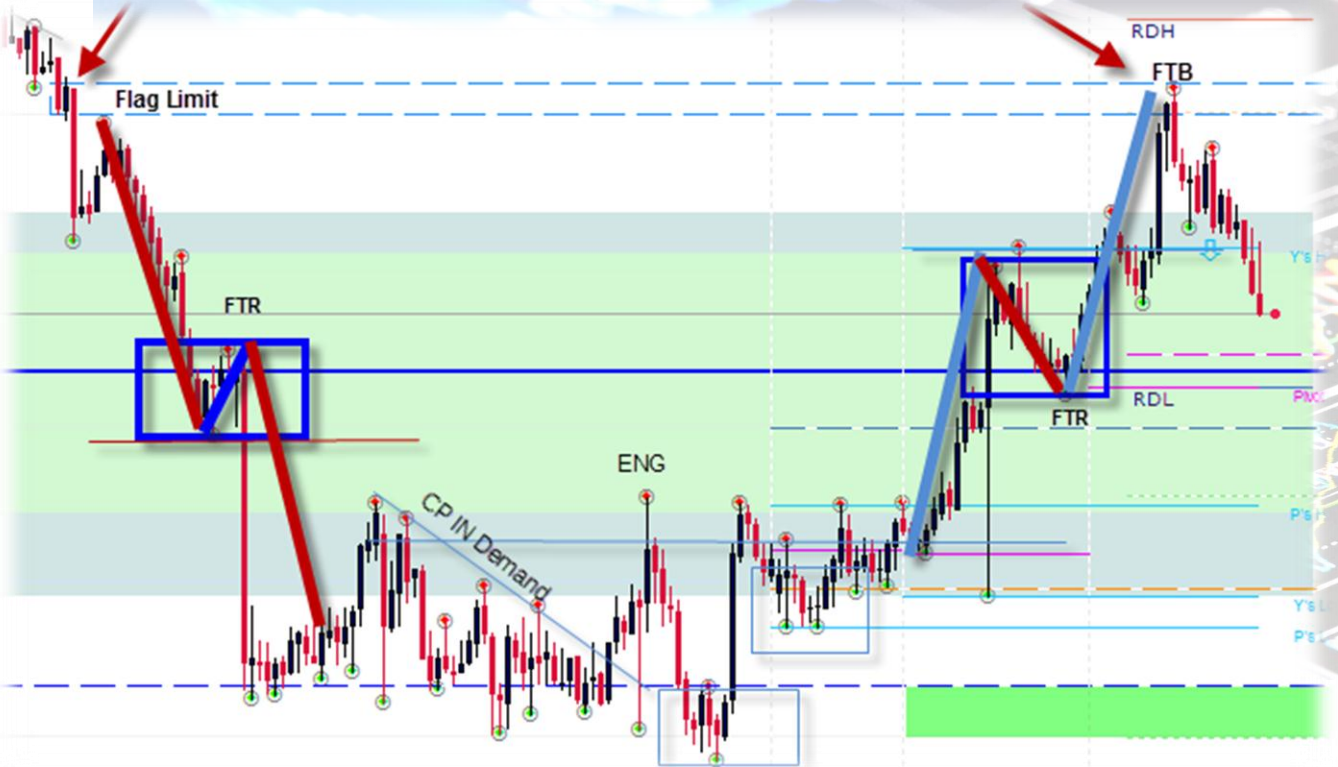 RDH
FTB
Flag Limit
FTR
Y's
RDL
FTR
ENG
CP IN Demand
P's
Y's L
P's